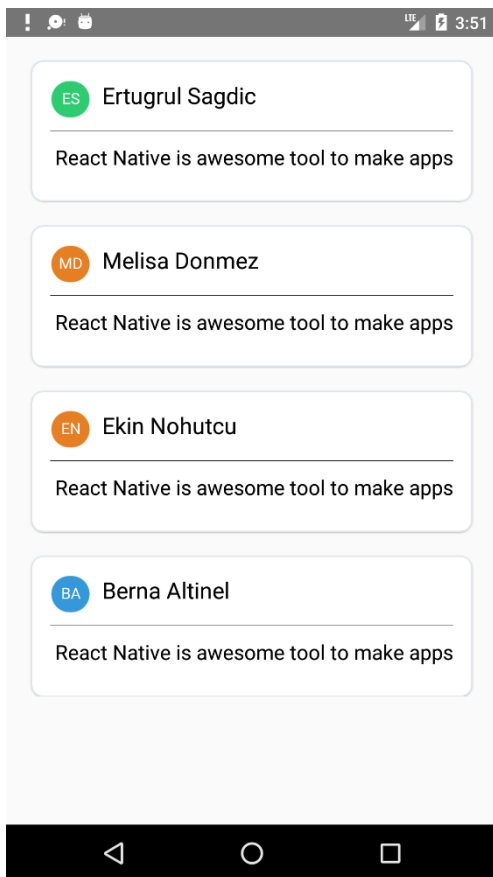 LTE 3:51
ES Ertugrul Sagdic
React Native is awesome tool to make apps
MD Melisa Donmez
React Native is awesome tool to make apps
EN Ekin Nohutcu
React Native is awesome tool to make apps
BA Berna Altinel
React Native is awesome tool to make apps